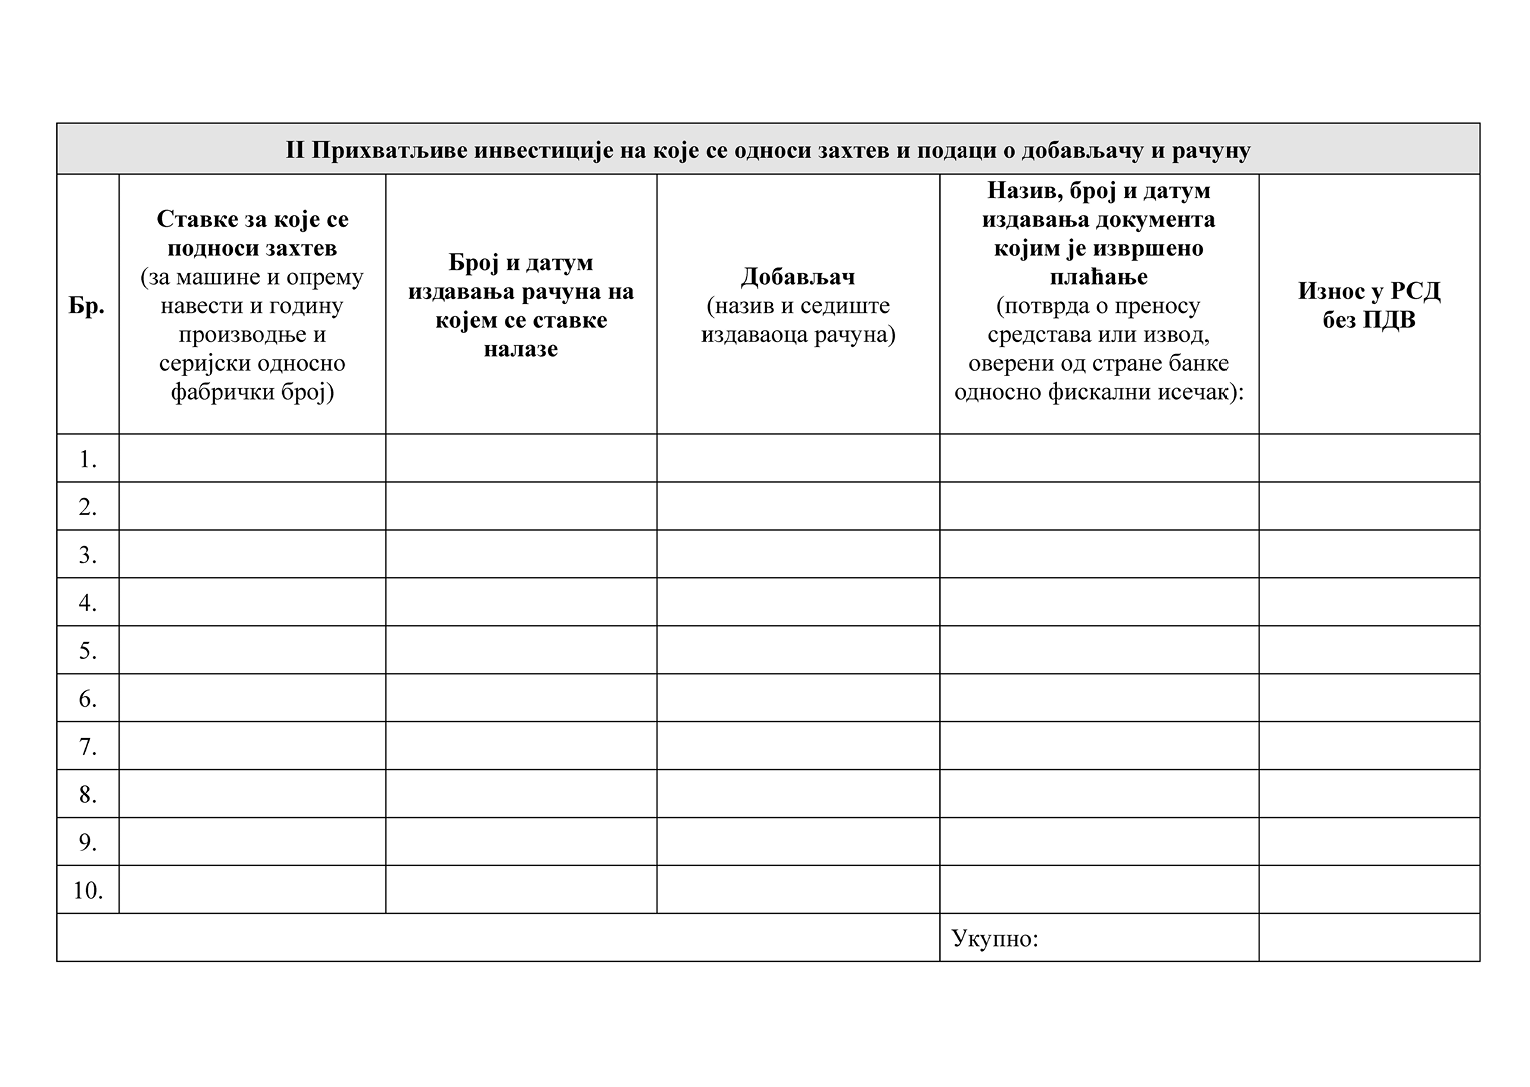 II Прихватљиве инвестиције на које се односи захтев и подаци о добављачу и рачуну
Бр.
Ставке за које се
подноси захтев
(за машине и опрему
навести и годину
производње и
серијски односно
фабрички број)
Број и датум
издавања рачуна на
којем се ставке
налазе
Добављач
(назив и седиште
издаваоца рачуна)
Назив, број и датум
издавања документа
којим је извршено
плаћање
(потврда о преносу
средстава или извод,
оверени од стране банке
односно фискални исечак):
Износ у РСД
без ПДВ
1.
2.
3.
4.
5.
6.
7.
8.
9.
10.
Укупно: